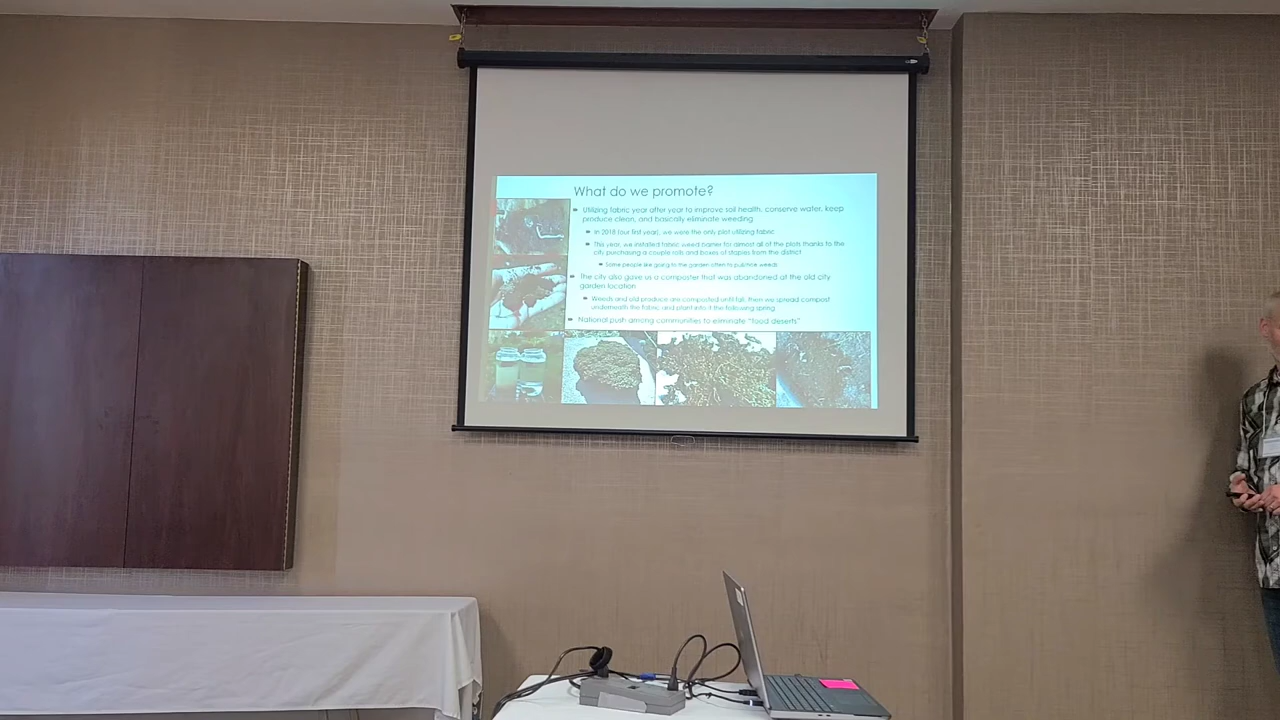 What do we promote?
Utilizing fabric year after year to improve soil health, conserve water, keep
produce clean, and basically eliminate weeding
In 2018 (our first year), we were the only plot utilizing fabric
This year, we installed fabric weed barrier for almost all of the plots thanks to the
city purchasing a couple rolls and boxes of staples from the district
Some people like going to the garden often to pull/hoe weeds
The city also gave us a composter that was abandoned at the old city
garden location
Weeds and old produce are composted until fall, then we spread compost
underneath the fabric and plant into it the following spring
National push among communities to eliminate "food deserts"